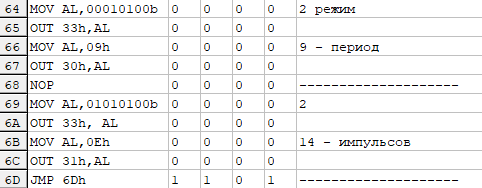 64 MOV AL,00010100b 0 0 0 0 2 режим
65 OUT 33h,AL 0 0 0 0
66 MOV AL,09h 0 0 0 0 9 - период
67 OUT 30h,AL 0 0 0 0
68 NOP 0 0 0 0 --------------------
69 MOV AL,01010100b 0 0 0 0 2
6A OUT 33h, AL 0 0 0 0
6B MOV AL,0Eh 0 0 0 0 14 - импульсов
6C OUT 31h,AL 0 0 0 0
6D JMP 6Dh 1 1 0 1 --------------------